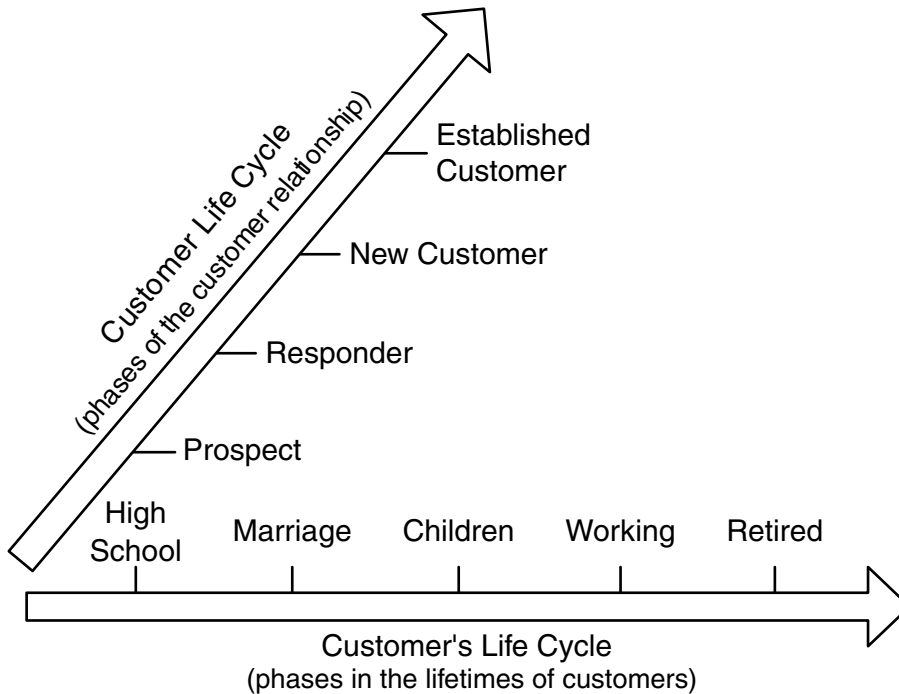 Customer Life Cycle
(phases of the customer relationship)
Established
Customer
New Customer
Responder
Prospect
High
School
Marriage
Children
Working
Retired
Customer's Life Cycle
(phases in the lifetimes of customers)